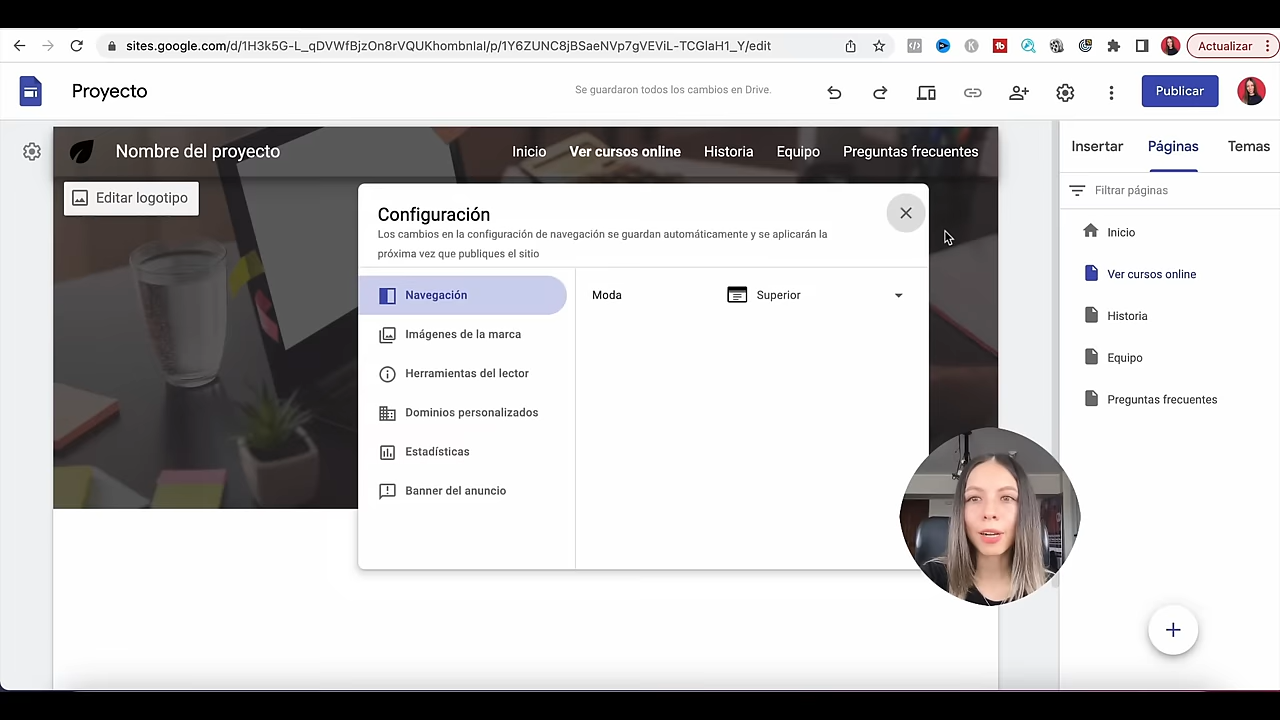 sites.google.com/d/1H3k5G-L_qDVWfBjzOn8rVQUKhombnIaI/p/1Y6ZUNC8jBSaeNVp7gVEViL-TCGlaH1_Y/edit
Actualizar
Proyecto
Se guardaron todos los cambios en Drive.
Publicar
Nombre del proyecto
Inicio
Ver cursos online
Historia
Equipo
Preguntas frecuentes
Editar logotipo
Configuración
Los cambios en la configuración de navegación se guardan automáticamente y se aplicarán la
próxima vez que publiques el sitio
Navegación
Imágenes de la marca
Herramientas del lector
Dominios personalizados
Estadísticas
Banner del anuncio
Moda
Superior
Insertar
Páginas
Temas
Filtrar páginas
Inicio
Ver cursos online
Historia
Equipo
Preguntas frecuentes